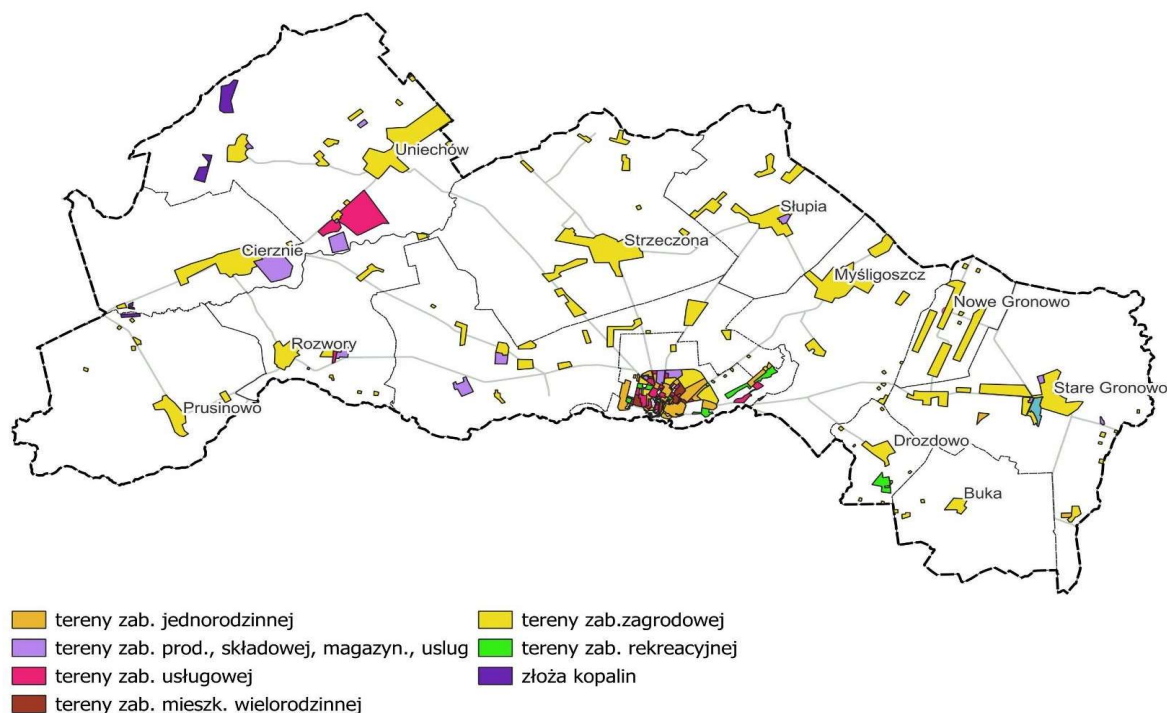 Uniechów
Słupia
Strzeczona
Cierznie
Myśligoszcz
Nowe Gronowo
Rozwory
Stare Gronowo
Prusinowo
Drozdowo
Buka
tereny zab. jednorodzinnej
tereny zab. prod., składowej, magazyn., uslug
tereny zab. usługowej
tereny zab. mieszk. wielorodzinnej
tereny zab.zagrodowej
tereny zab. rekreacyjnej
złoża kopalin